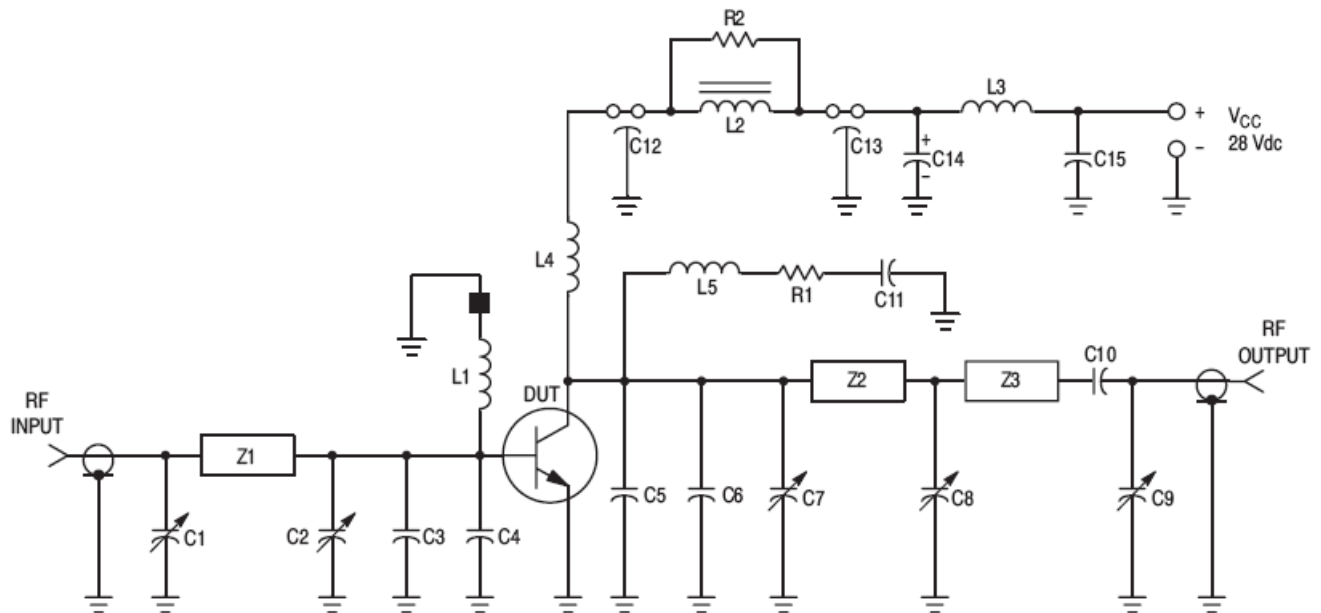 R2
L3
+ VCC
L2
C12
C13
+
C14
–
C15
– 28 Vdc
L4
L5
R1
C11
L1
RF
OUTPUT
C10
DUT
Z2
Z3
RF
INPUT
Z1
C1
C2
C3
C4
C5
C6
C7
C8
C9